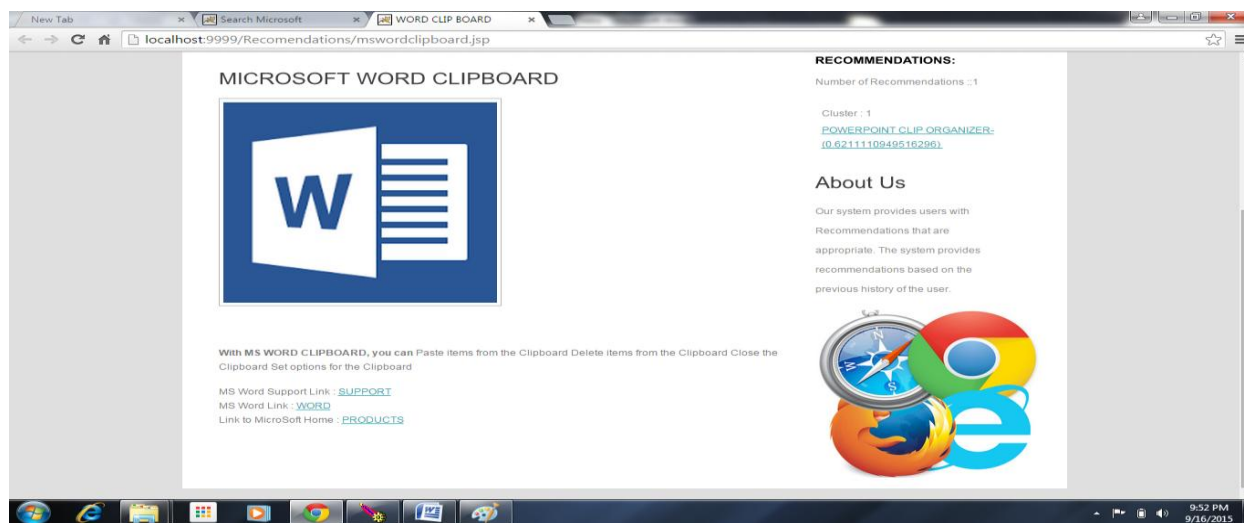 New Tab
Search Microsoft
WORD CLIP BOARD
localhost:9999/Recomendations/mswordclipboard.jsp
MICROSOFT WORD CLIPBOARD
W
With MS WORD CLIPBOARD, you can Paste items from the Clipboard Delete items from the Clipboard Close the
Clipboard Set options for the Clipboard
MS Word Support Link : SUPPORT
MS Word Link : WORD
Link to MicroSoft Home : PRODUCTS
RECOMMENDATIONS:
Number of Recommendations ::1
Cluster : 1
POWERPOINT CLIP ORGANIZER-
(0.6211110949516296)
About Us
Our system provides users with
Recommendations that are
appropriate. The system provides
recommendations based on the
previous history of the user.
N
E
S
9:52 PM
9/16/2015